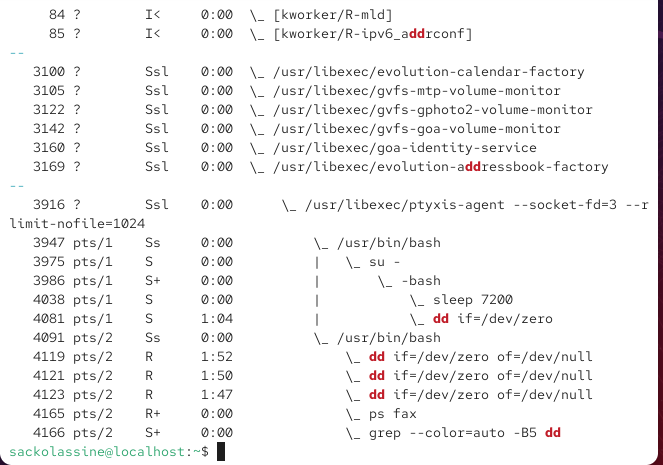 84 ?        I<     0:00  \_ [kworker/R-mld]
85 ?        I<     0:00  \_ [kworker/R-ipv6_addrconf]
--
3100 ?        Ssl    0:00  \_ /usr/libexec/evolution-calendar-factory
3105 ?        Ssl    0:00  \_ /usr/libexec/gvfs-mtp-volume-monitor
3122 ?        Ssl    0:00  \_ /usr/libexec/gvfs-gphoto2-volume-monitor
3142 ?        Ssl    0:00  \_ /usr/libexec/gvfs-goa-volume-monitor
3160 ?        Ssl    0:00  \_ /usr/libexec/goa-identity-service
3169 ?        Ssl    0:00  \_ /usr/libexec/evolution-addressbook-factory
--
3916 ?        Ssl    0:00      \_ /usr/libexec/ptyxis-agent --socket-fd=3 --r
limit-nofile=1024
3947 pts/1    Ss     0:00          \_ /usr/bin/bash
3975 pts/1    S      0:00          |   \_ su -
3986 pts/1    S+     0:00          |       \_ -bash
4038 pts/1    S      0:00          |           \_ sleep 7200
4081 pts/1    S      1:04          |           \_ dd if=/dev/zero
4091 pts/2    Ss     0:00          \_ /usr/bin/bash
4119 pts/2    R      1:52              \_ dd if=/dev/zero of=/dev/null
4121 pts/2    R      1:50              \_ dd if=/dev/zero of=/dev/null
4123 pts/2    R      1:47              \_ dd if=/dev/zero of=/dev/null
4165 pts/2    R+     0:00              \_ ps fax
4166 pts/2    S+     0:00              \_ grep --color=auto -B5 dd
sackolassine@localhost:~$